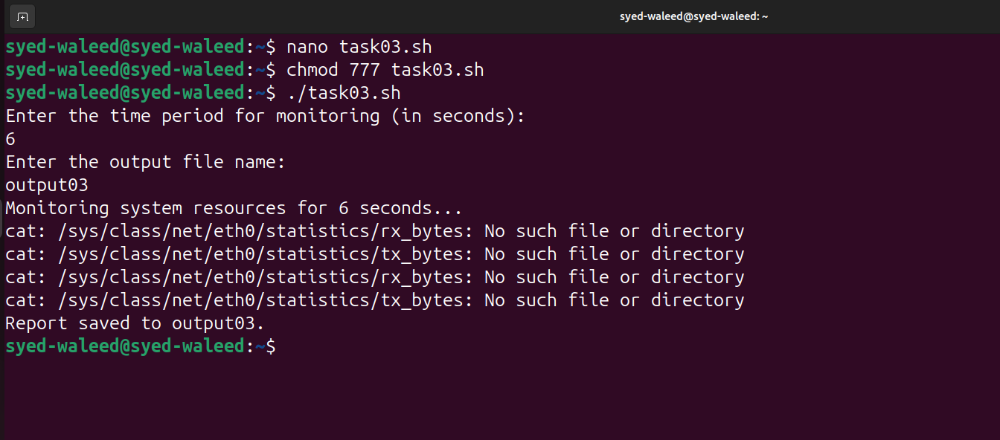 syed-waleed@syed-waleed: ~
syed-waleed@syed-waleed:~$ nano task03.sh
syed-waleed@syed-waleed:~$ chmod 777 task03.sh
syed-waleed@syed-waleed:~$ ./task03.sh
Enter the time period for monitoring (in seconds):
6
Enter the output file name:
output03
Monitoring system resources for 6 seconds...
cat: /sys/class/net/eth0/statistics/rx_bytes: No such file or directory
cat: /sys/class/net/eth0/statistics/tx_bytes: No such file or directory
cat: /sys/class/net/eth0/statistics/rx_bytes: No such file or directory
cat: /sys/class/net/eth0/statistics/tx_bytes: No such file or directory
Report saved to output03.
syed-waleed@syed-waleed:~$